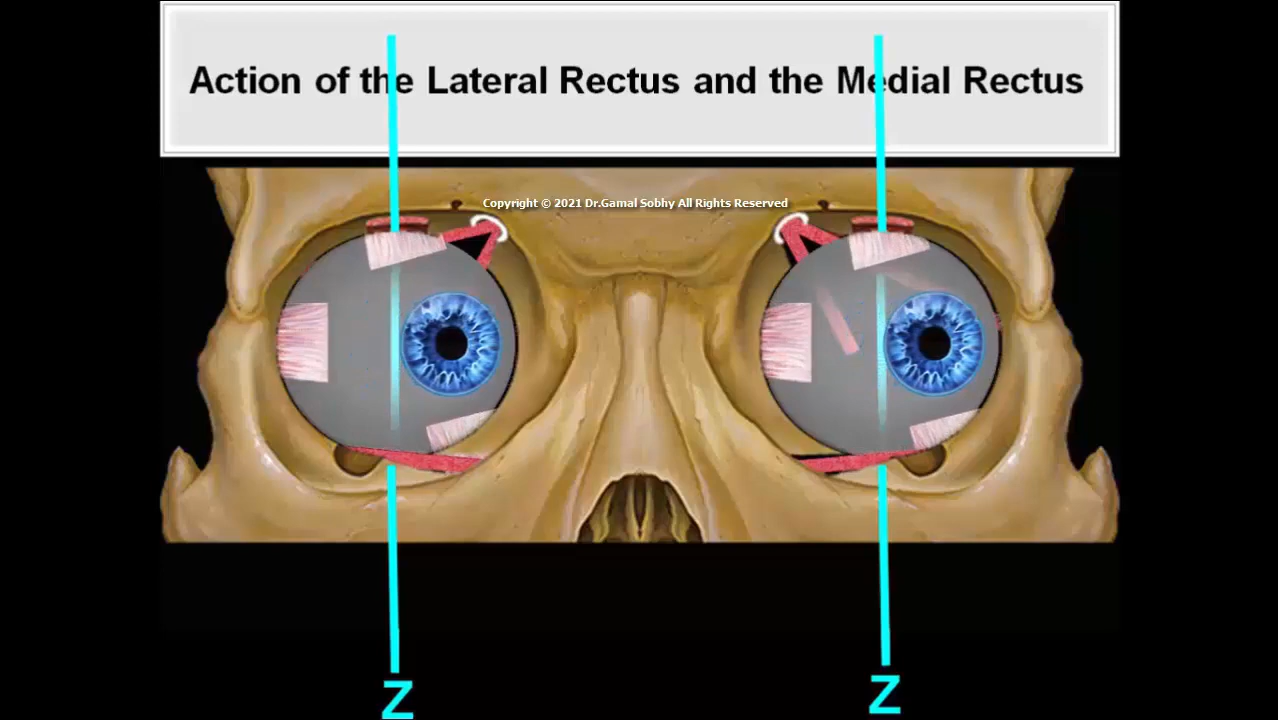 Action of the Lateral Rectus and the Medial Rectus
Copyright © 2021 Dr.Gamal Sobhy All Rights Reserved
Z
Z